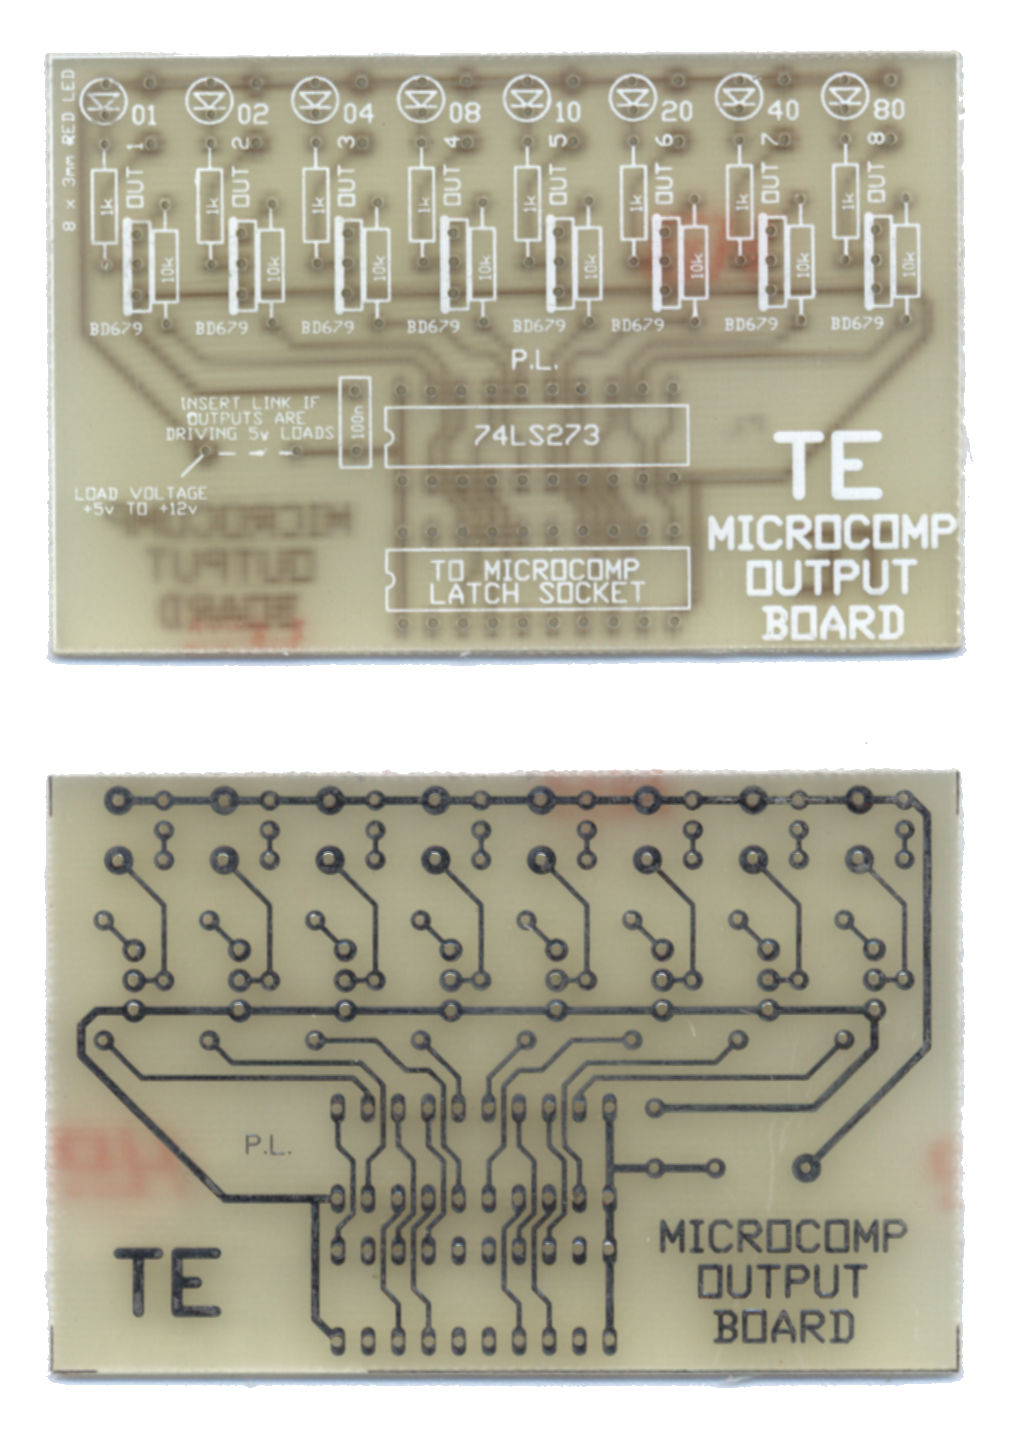 8 x 3mm RED LED
01 02 04 08 10 20 40 80
OUT 1 OUT 2 OUT 3 OUT 4 OUT 5 OUT 6 OUT 7 OUT 8
1k 1k 1k 1k 1k 1k 1k 1k
10k 10k 10k 10k 10k 10k 10k 10k
BD679 BD679 BD679 BD679 BD679 BD679 BD679 BD679
P.L.
INSERT LINK IF
OUTPUTS ARE
DRIVING 5v LOADS
100n
74LS273
LOAD VOLTAGE
+5v TO +12v
TE
MICROCOMP
OUTPUT
BOARD
TO MICROCOMP
LATCH SOCKET
P.L.
TE
MICROCOMP
OUTPUT
BOARD